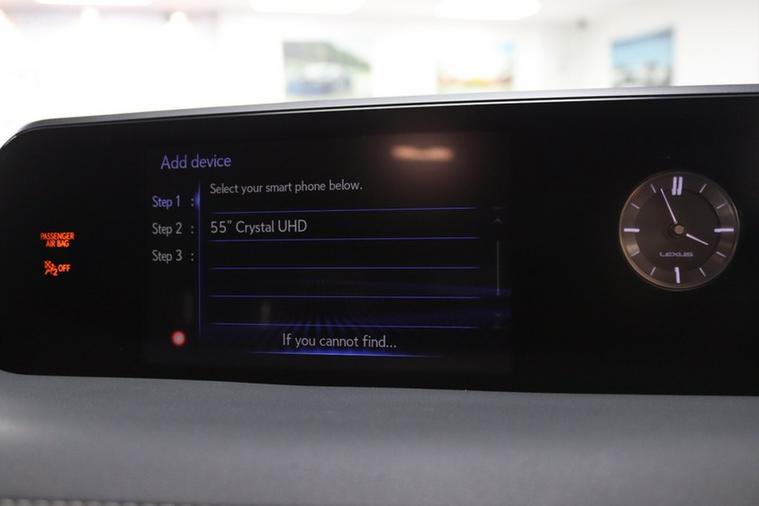 Add device
Select your smart phone below.
Step 1 :
Step 2 :
Step 3 :
55" Crystal UHD
If you cannot find...
PASSENGER
AIR BAG
2 OFF
LEXUS